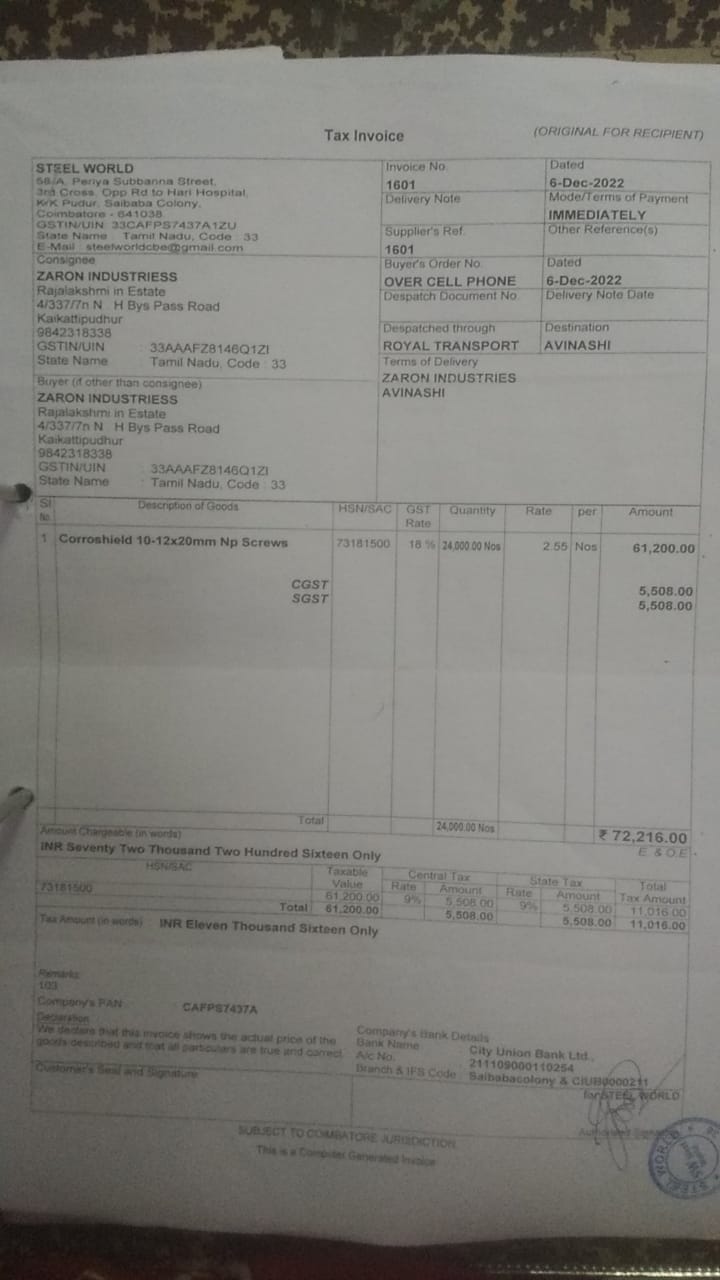 Tax Invoice
(ORIGINAL FOR RECIPIENT)
STEEL WORLD
58/A, Periya Subbanna Street,
3rd Cross, Opp Rd to Hari Hospital,
K/K Pudur, Saibaba Colony,
Coimbatore - 641038
GSTIN/UIN: 33CAFPS7437A1ZU
State Name : Tamil Nadu, Code : 33
E-Mail : steelworldcbe@gmail.com
Invoice No.
1601
Dated
6-Dec-2022
Delivery Note
Mode/Terms of Payment
IMMEDIATELY
Supplier's Ref.
1601
Other Reference(s)
Consignee
ZARON INDUSTRIESS
Rajalakshmi in Estate
4/337/7n N H Bys Pass Road
Kaikattipudhur
9842318338
GSTIN/UIN : 33AAAFZ8146Q1ZI
State Name : Tamil Nadu, Code : 33
Buyer's Order No.
OVER CELL PHONE
Dated
6-Dec-2022
Despatch Document No.
Delivery Note Date
Despatched through
ROYAL TRANSPORT
Destination
AVINASHI
Terms of Delivery
ZARON INDUSTRIES
AVINASHI
Buyer (if other than consignee)
ZARON INDUSTRIESS
Rajalakshmi in Estate
4/337/7n N H Bys Pass Road
Kaikattipudhur
9842318338
GSTIN/UIN : 33AAAFZ8146Q1ZI
State Name : Tamil Nadu, Code : 33
Sl No. Description of Goods HSN/SAC GST Rate Quantity Rate per Amount
1 Corroshield 10-12x20mm Np Screws 73181500 18 % 24,000.00 Nos 2.55 Nos 61,200.00
CGST 5,508.00
SGST 5,508.00
Total 24,000.00 Nos ₹ 72,216.00
Amount Chargeable (in words) E. & O.E
INR Seventy Two Thousand Two Hundred Sixteen Only
HSN/SAC Taxable Value Central Tax Rate Amount State Tax Rate Amount Total Tax Amount
73181500 61,200.00 9% 5,508.00 9% 5,508.00 11,016.00
Total 61,200.00 5,508.00 5,508.00 11,016.00
Tax Amount (in words) : INR Eleven Thousand Sixteen Only
Remarks:
103
Company's PAN : CAFPS7437A
Declaration
We declare that this invoice shows the actual price of the
goods described and that all particulars are true and correct.
Company's Bank Details
Bank Name : City Union Bank Ltd.,
A/c No. : 211109000110254
Branch & IFS Code : Saibabacolony & CIUB0000211
Customer's Seal and Signature
for STEEL WORLD
SUBJECT TO COIMBATORE JURISDICTION
This is a Computer Generated Invoice
STEEL WORLD